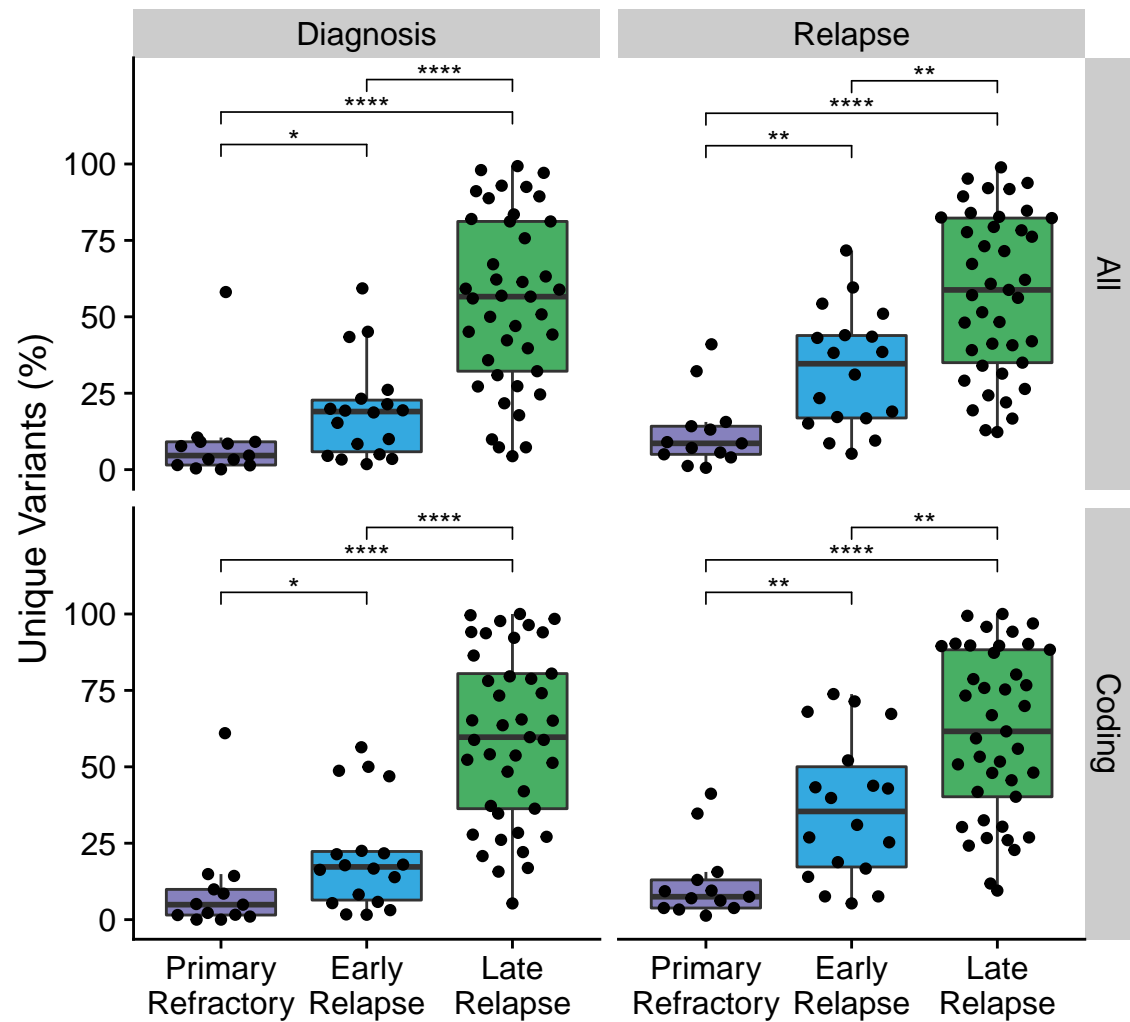 Diagnosis
Relapse
Unique Variants (%)
All
Coding
****
****
*
**
****
**
100
75
50
25
0
****
****
*
**
****
**
100
75
50
25
0
Primary
Refractory
Early
Relapse
Late
Relapse
Primary
Refractory
Early
Relapse
Late
Relapse